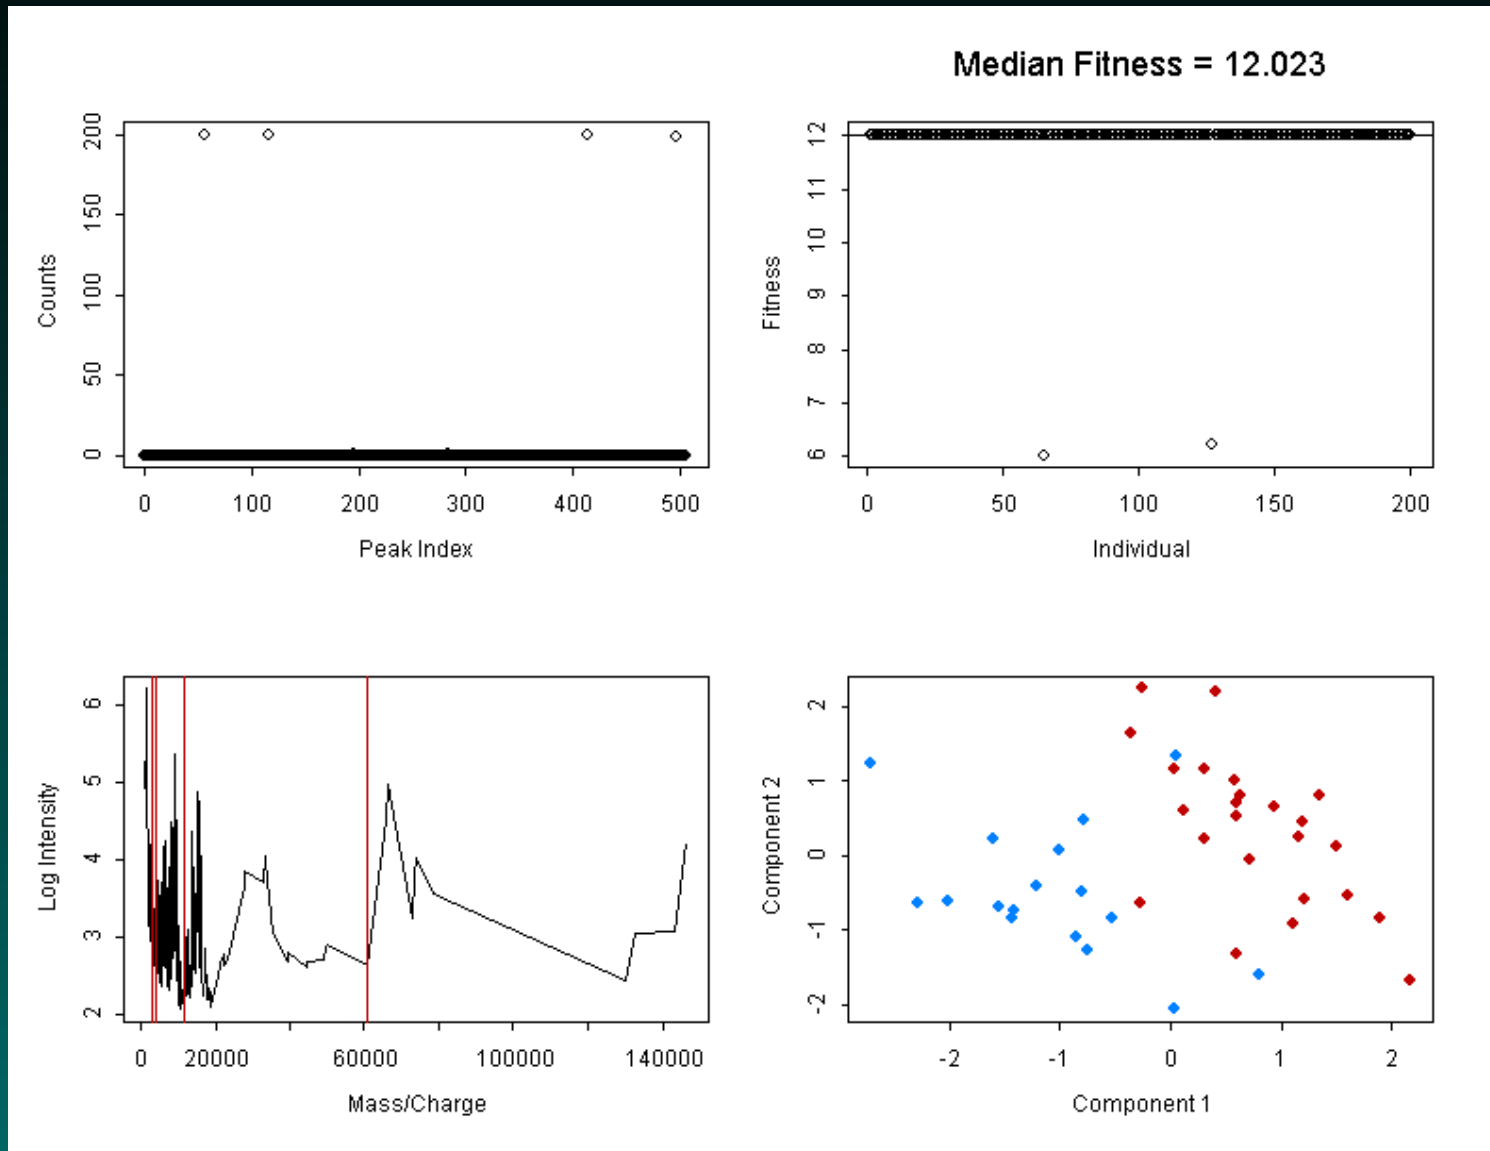 Median Fitness = 12.023
Counts
0 50 100 150 200
0 100 200 300 400 500
Peak Index
Fitness
6 7 8 9 10 11 12
0 50 100 150 200
Individual
Log Intensity
2 3 4 5 6
0 20000 60000 100000 140000
Mass/Charge
Component 2
-2 -1 0 1 2
-2 -1 0 1 2
Component 1